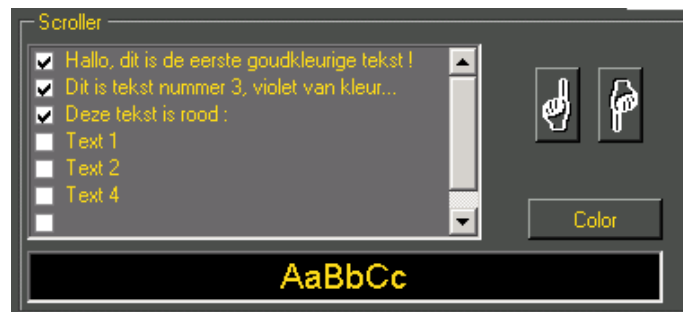 Scroller
Hallo, dit is de eerste goudkleurige tekst !
Dit is tekst nummer 3, violet van kleur...
Deze tekst is rood :
Text 1
Text 2
Text 4
Color
AaBbCc